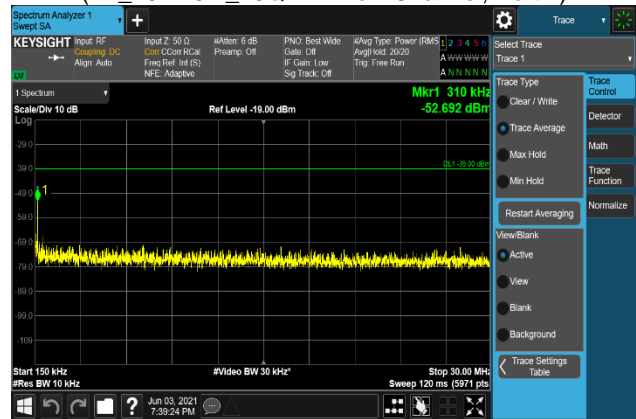 Spectrum Analyzer 1
Swept SA
Trace
KEYSIGHT
Input: RF
Coupling: DC
Align: Auto
Input Z: 50 Ω
Corr CCorr RCal
Freq Ref: Int (S)
NFE: Adaptive
#Atten: 6 dB
Preamp: Off
PNO: Best Wide
Gate: Off
IF Gain: Low
Sig Track: Off
#Avg Type: Power (RMS
Avg|Hold: 20/20
Trig: Free Run
1 2 3 4 5 6
A W W W W W
A N N N N N
LXI
Select Trace
Trace 1
1 Spectrum
Mkr1 310 kHz
-52.692 dBm
Scale/Div 10 dB
Ref Level -19.00 dBm
Log
-29.0
-39.0
-49.0
-59.0
-69.0
-79.0
-89.0
-99.0
-109
DL1 -39.00 dBm
1
Start 150 kHz
#Video BW 30 kHz*
Stop 30.00 MHz
#Res BW 10 kHz
Sweep 120 ms (5971 pts
Trace Type
Clear / Write
Trace Average
Max Hold
Min Hold
Restart Averaging
View/Blank
Active
View
Blank
Background
Trace Settings
Table
Trace
Control
Detector
Math
Trace
Function
Normalize
?
Jun 03, 2021
7:39:24 PM